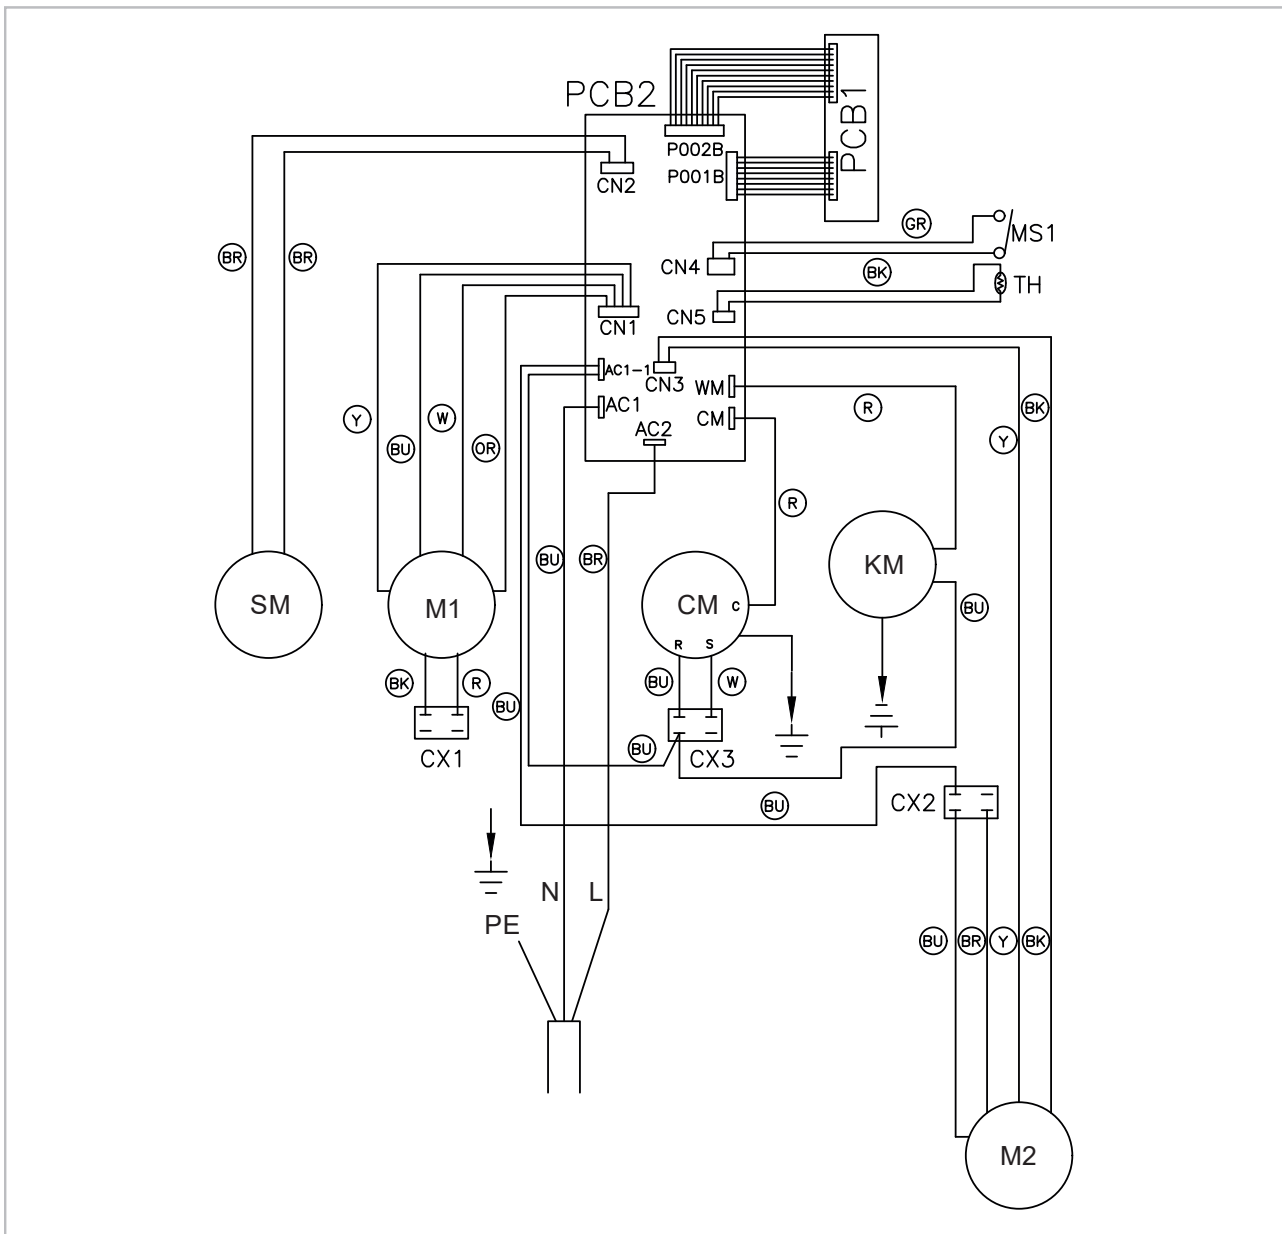 PCB2
PCB1
P002B
P001B
CN2
GR
MS1
BR
BR
CN4
BK
TH
CN5
CN1
AC1-1
CN3
WM
AC1
CM
R
BK
Y
W
BU
OR
AC2
Y
R
BU
BR
KM
SM
M1
CM
C
BU
R
S
BK
R
BU
W
BU
BU
CX1
CX3
BU
CX2
N
L
PE
BU
BR
Y
BK
M2